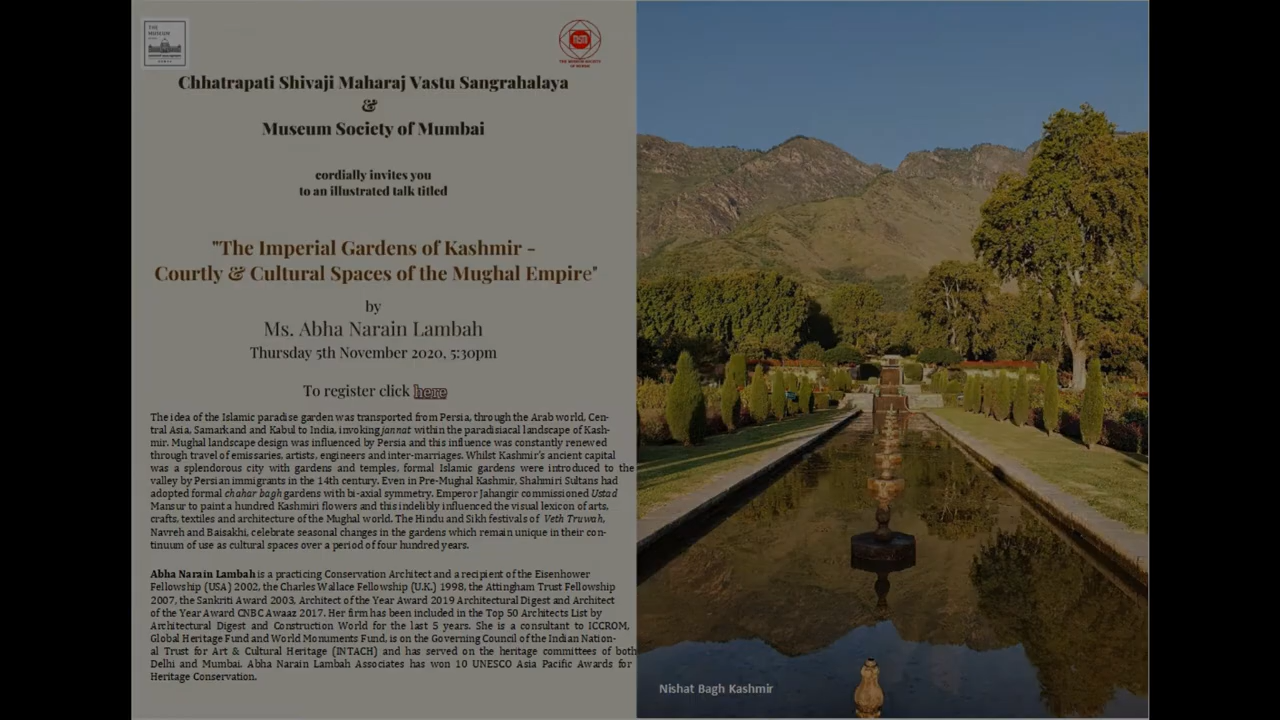 THE
MUSEUM
THE MUSEUM SOCIETY
OF MUMBAI
Chhatrapati Shivaji Maharaj Vastu Sangrahalaya
&
Museum Society of Mumbai
cordially invites you
to an illustrated talk titled
"The Imperial Gardens of Kashmir -
Courtly & Cultural Spaces of the Mughal Empire"
by
Ms. Abha Narain Lambah
Thursday 5th November 2020, 5:30pm
To register click here
The idea of the Islamic paradise garden was transported from Persia, through the Arab world, Cen-
tral Asia, Samarkand and Kabul to India, invoking jannat within the paradisiacal landscape of Kash-
mir. Mughal landscape design was influenced by Persia and this influence was constantly renewed
through travel of emissaries, artists, engineers and inter-marriages. Whilst Kashmir's ancient capital
was a splendorous city with gardens and temples, formal Islamic gardens were introduced to the
valley by Persian immigrants in the 14th century. Even in Pre-Mughal Kashmir, Shahmiri Sultans had
adopted formal chahar bagh gardens with bi-axial symmetry. Emperor Jahangir commissioned Ustad
Mansur to paint a hundred Kashmiri flowers and this indelibly influenced the visual lexicon of arts,
crafts, textiles and architecture of the Mughal world. The Hindu and Sikh festivals of Veth Truwah,
Navreh and Baisakhi, celebrate seasonal changes in the gardens which remain unique in their con-
tinuum of use as cultural spaces over a period of four hundred years.
Abha Narain Lambah is a practicing Conservation Architect and a recipient of the Eisenhower
Fellowship (USA) 2002, the Charles Wallace Fellowship (U.K.) 1998, the Attingham Trust Fellowship
2007, the Sankriti Award 2003, Architect of the Year Award 2019 Architectural Digest and Architect
of the Year Award CNBC Awaaz 2017. Her firm has been included in the Top 50 Architects List by
Architectural Digest and Construction World for the last 5 years. She is a consultant to ICCROM,
Global Heritage Fund and World Monuments Fund, is on the Governing Council of the Indian Nation-
al Trust for Art & Cultural Heritage (INTACH) and has served on the heritage committees of both
Delhi and Mumbai. Abha Narain Lambah Associates has won 10 UNESCO Asia Pacific Awards for
Heritage Conservation.
Nishat Bagh Kashmir